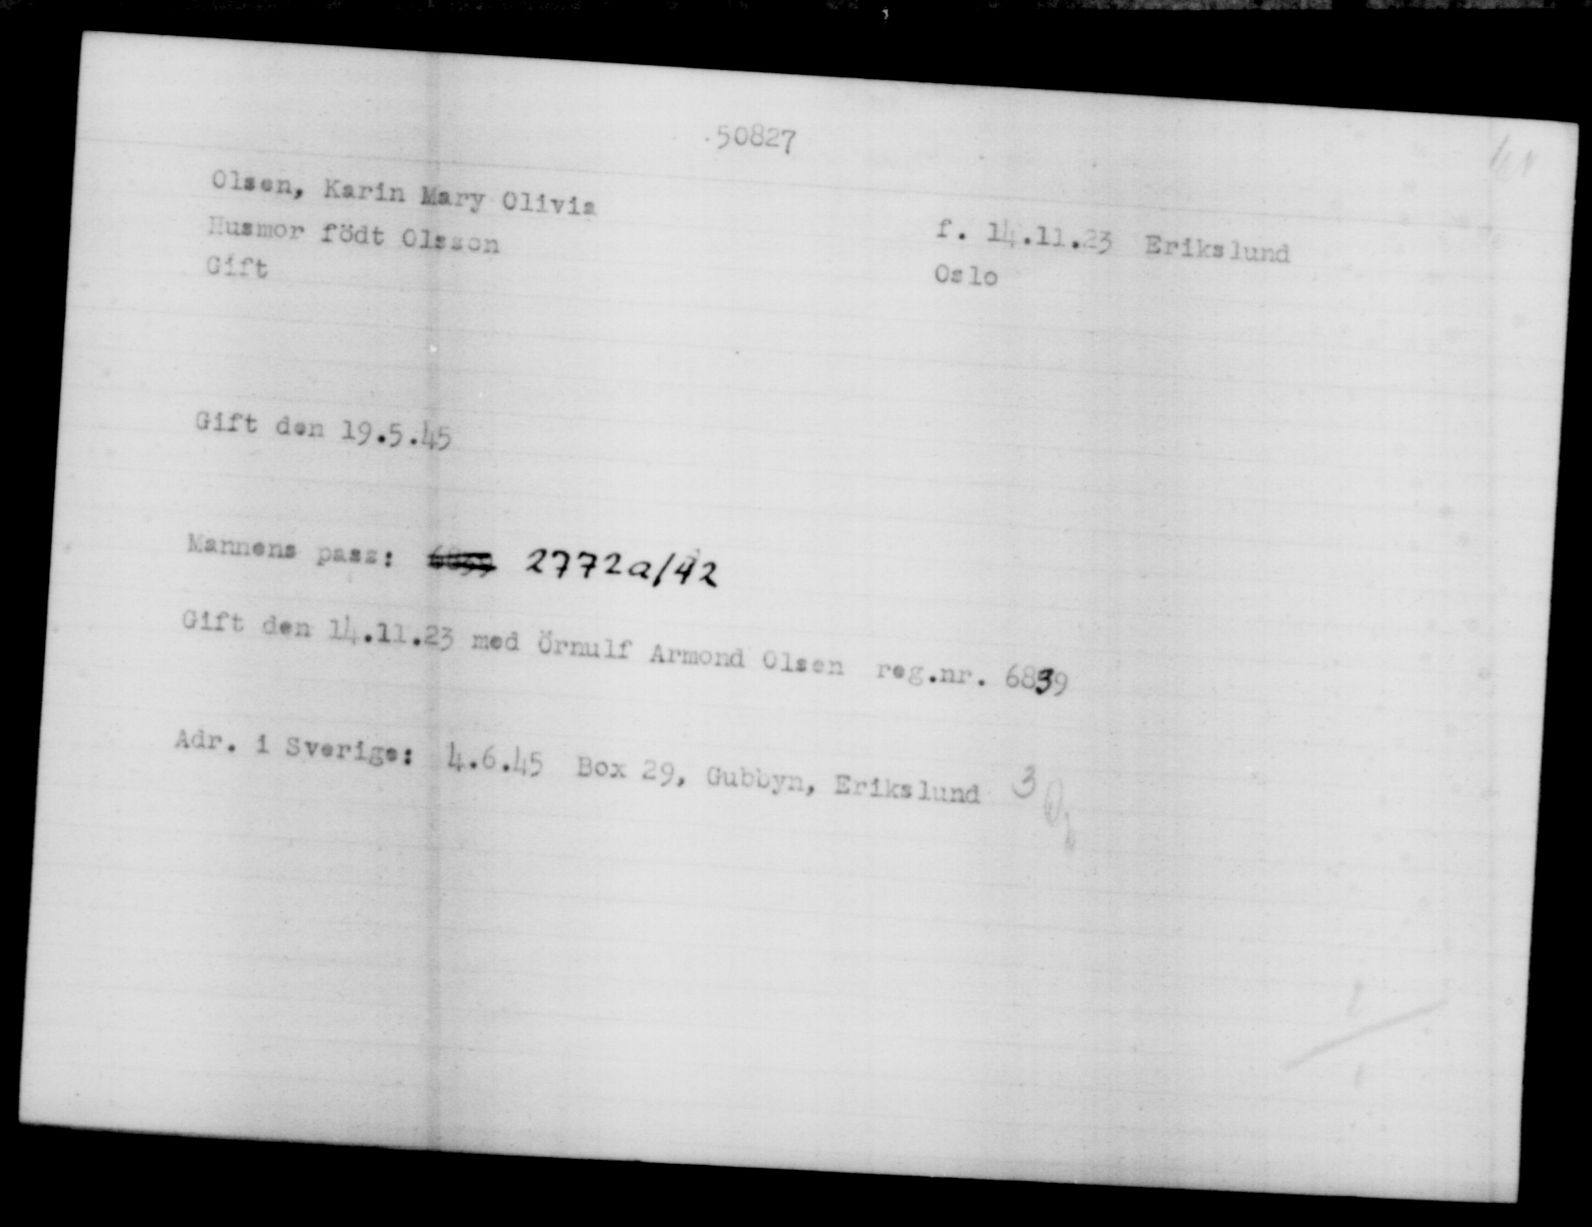 50827
Olsen, Karin Mary Olivia
Husmor födt Olsson
Gift
f. 14.11.23 Erikslund
Oslo
Gift den 19.5.45
Mannens pass: 2772a/42
Gift den 14.11.23 med Örnulf Armond Olsen reg.nr. 6839
Adr. i Sverige: 4.6.45 Box 29, Gubbyn, Erikslund 3